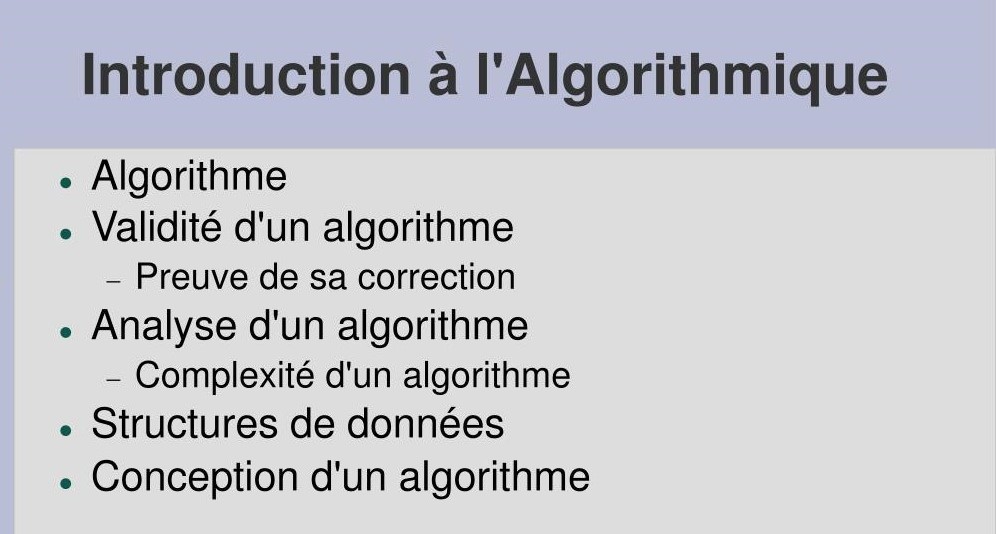 Introduction à l'Algorithmique
● Algorithme
● Validité d'un algorithme
– Preuve de sa correction
● Analyse d'un algorithme
– Complexité d'un algorithme
● Structures de données
● Conception d'un algorithme